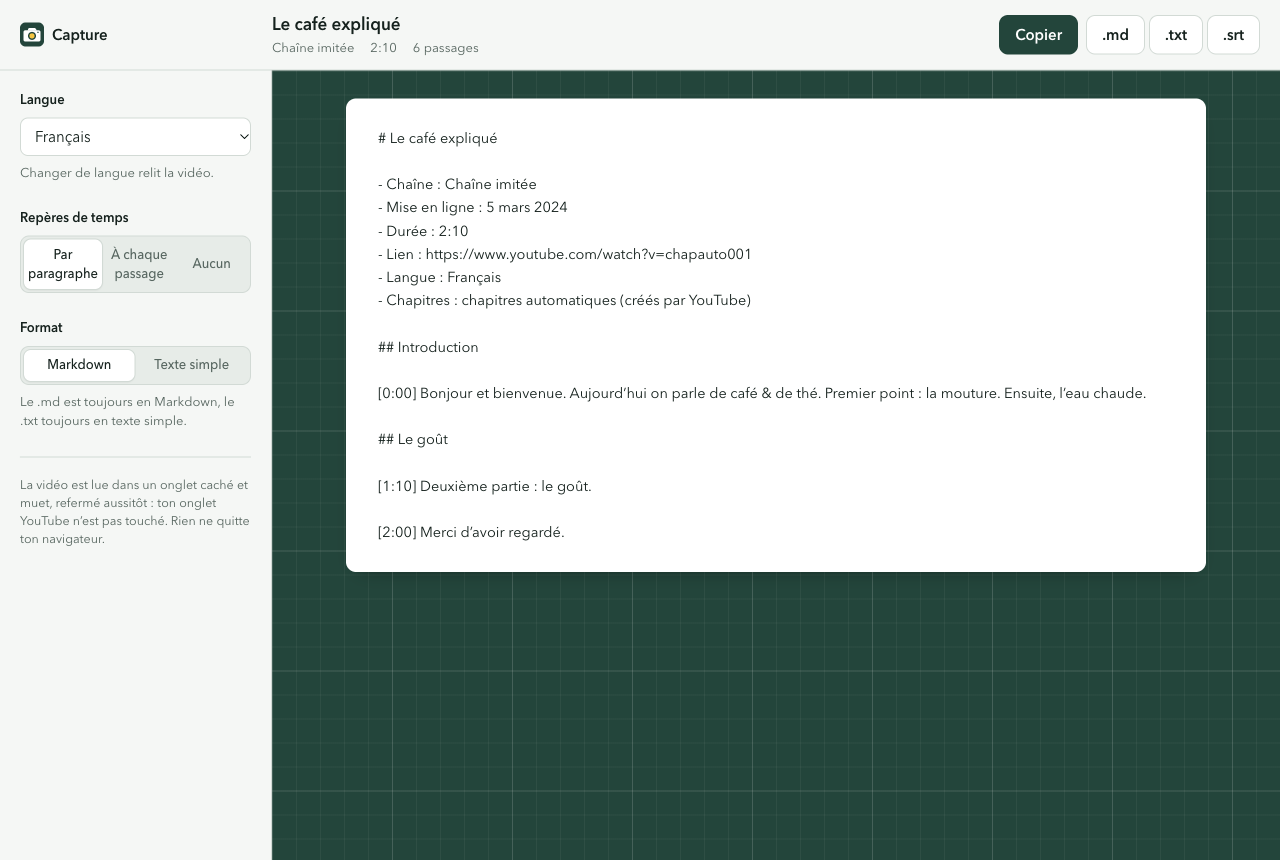 Capture
Le café expliqué
Chaîne imitée 2:10 6 passages
Copier
.md
.txt
.srt
Langue
Français
Changer de langue relit la vidéo.
Repères de temps
Par
paragraphe
À chaque
passage
Aucun
Format
Markdown
Texte simple
Le .md est toujours en Markdown, le
.txt toujours en texte simple.
La vidéo est lue dans un onglet caché et
muet, refermé aussitôt : ton onglet
YouTube n’est pas touché. Rien ne quitte
ton navigateur.
# Le café expliqué
- Chaîne : Chaîne imitée
- Mise en ligne : 5 mars 2024
- Durée : 2:10
- Lien : https://www.youtube.com/watch?v=chapauto001
- Langue : Français
- Chapitres : chapitres automatiques (créés par YouTube)
## Introduction
[0:00] Bonjour et bienvenue. Aujourd’hui on parle de café & de thé. Premier point : la mouture. Ensuite, l’eau chaude.
## Le goût
[1:10] Deuxième partie : le goût.
[2:00] Merci d’avoir regardé.